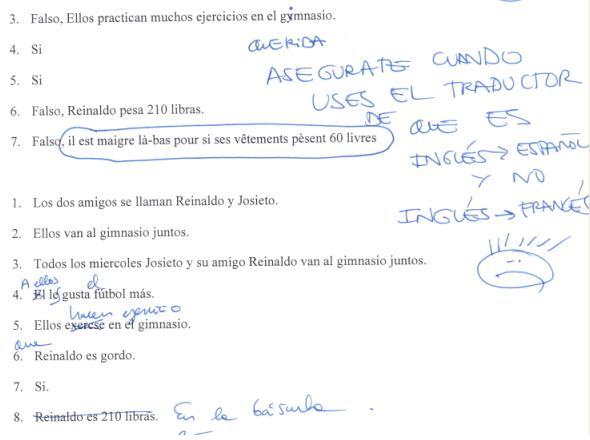 3. Falso, Ellos practican muchos ejercicios en el gymnasio.
i
4. Si
5. Si
6. Falso, Reinaldo pesa 210 libras.
7. Falso, il est maigre là-bas pour si ses vêtements pèsent 60 livres
QUERIDA
ASEGURATE CUANDO
USES EL TRADUCTOR
DE QUE ES
INGLÉS → ESPAÑOL
Y NO
INGLÉS → FRANCÉS
1. Los dos amigos se llaman Reinaldo y Josieto.
2. Ellos van al gimnasio juntos.
3. Todos los miercoles Josieto y su amigo Reinaldo van al gimnasio juntos.
A ellos el
4. El le gusta fútbol más.
hacen ejercicio
5. Ellos exercse en el gimnasio.
que
6. Reinaldo es gordo.
7. Si.
8. Reinaldo es 210 libras. En la báscula.